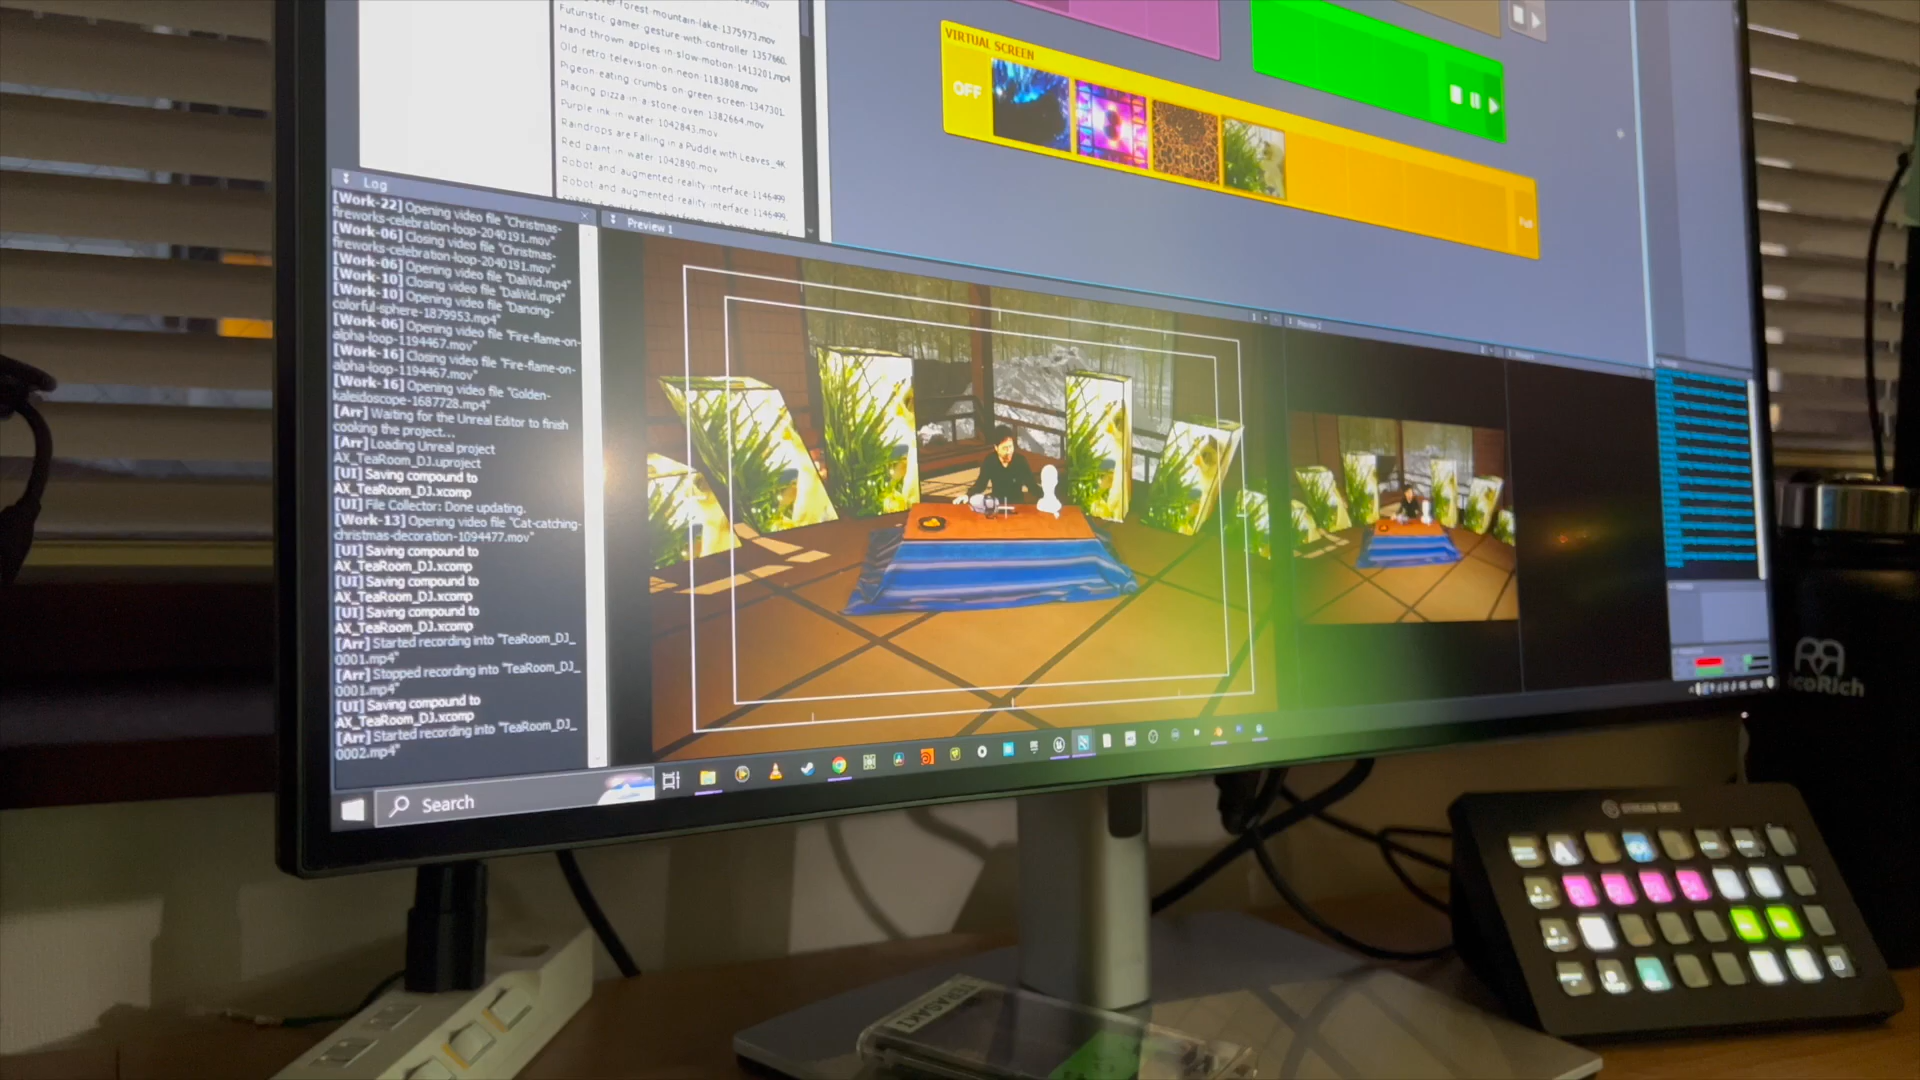 forest-mountain-lake-1375973.mov
Futuristic gamer gesture-with-controller 1357660.
Hand thrown apples in slow-motion-1413201.mp4
Old retro television on neon-1183808.mov
Pigeon eating crumbs on green screen-1347301.
Placing pizza in a stone-oven-1382664.mov
Purple ink in water-1042843.mov
Raindrops are Falling in a Puddle with Leaves_4K
Red paint in water-1042890.mov
Robot and augmented reality interface-1146499.
Robot and augmented reality interface-1146499.
VIRTUAL SCREEN
OFF
Full
Log
[Work-22] Opening video file "Christmas-
fireworks-celebration-loop-2040191.mov"
[Work-06] Closing video file "Christmas-
fireworks-celebration-loop-2040191.mov"
[Work-06] Opening video file "DaliVid.mp4"
[Work-10] Closing video file "DaliVid.mp4"
[Work-10] Opening video file "Dancing-
colorful-sphere-1879953.mp4"
[Work-06] Opening video file "Fire-flame-on-
alpha-loop-1194467.mov"
[Work-16] Closing video file "Fire-flame-on-
alpha-loop-1194467.mov"
[Work-16] Opening video file "Golden-
kaleidoscope-1687728.mp4"
[Arr] Waiting for the Unreal Editor to finish
cooking the project...
[Arr] Loading Unreal project
AX_TeaRoom_DJ.uproject
[UI] Saving compound to
AX_TeaRoom_DJ.xcomp
[UI] File Collector: Done updating.
[Work-13] Opening video file "Cat-catching-
christmas-decoration-1094477.mov"
[UI] Saving compound to
AX_TeaRoom_DJ.xcomp
[UI] Saving compound to
AX_TeaRoom_DJ.xcomp
[UI] Saving compound to
AX_TeaRoom_DJ.xcomp
[Arr] Started recording into "TeaRoom_DJ_
0001.mp4"
[Arr] Stopped recording into "TeaRoom_DJ_
0001.mp4"
[UI] Saving compound to
AX_TeaRoom_DJ.xcomp
[Arr] Started recording into "TeaRoom_DJ_
0002.mp4"
Preview 1
Preview 2
Search
STREAM DECK
icoRich
TERASAKI